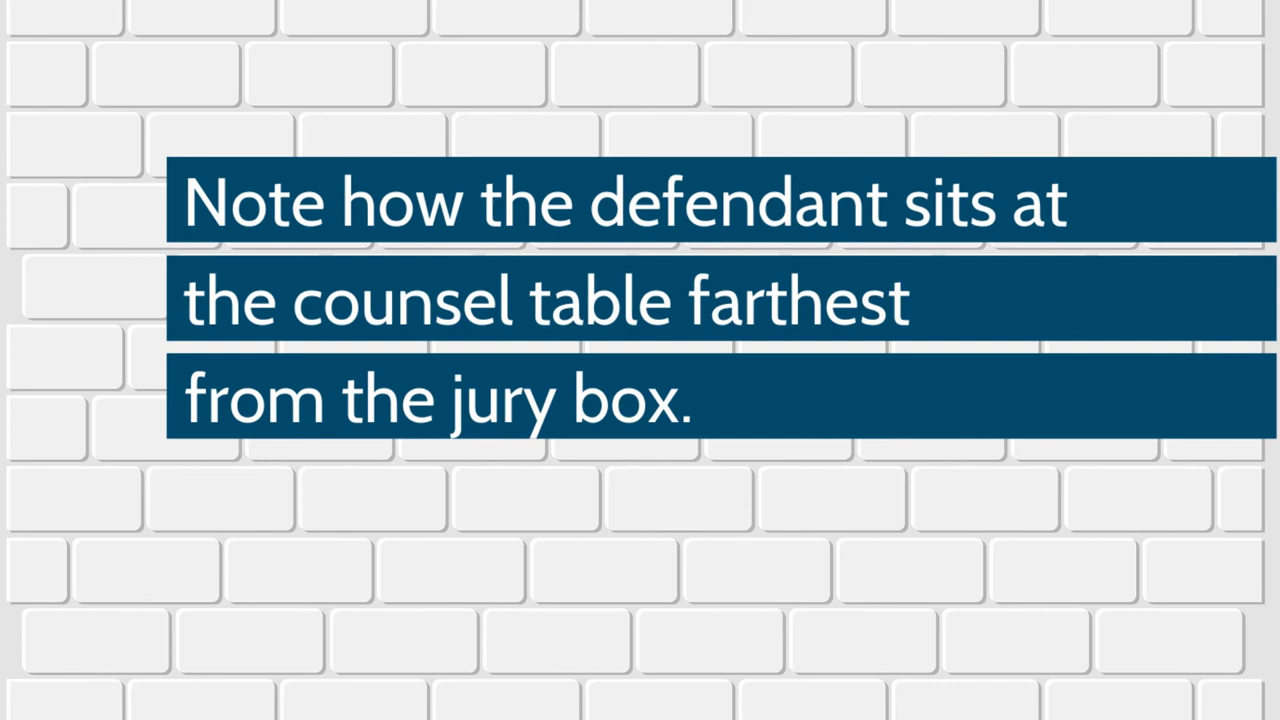 Note how the defendant sits at
the counsel table farthest
from the jury box.